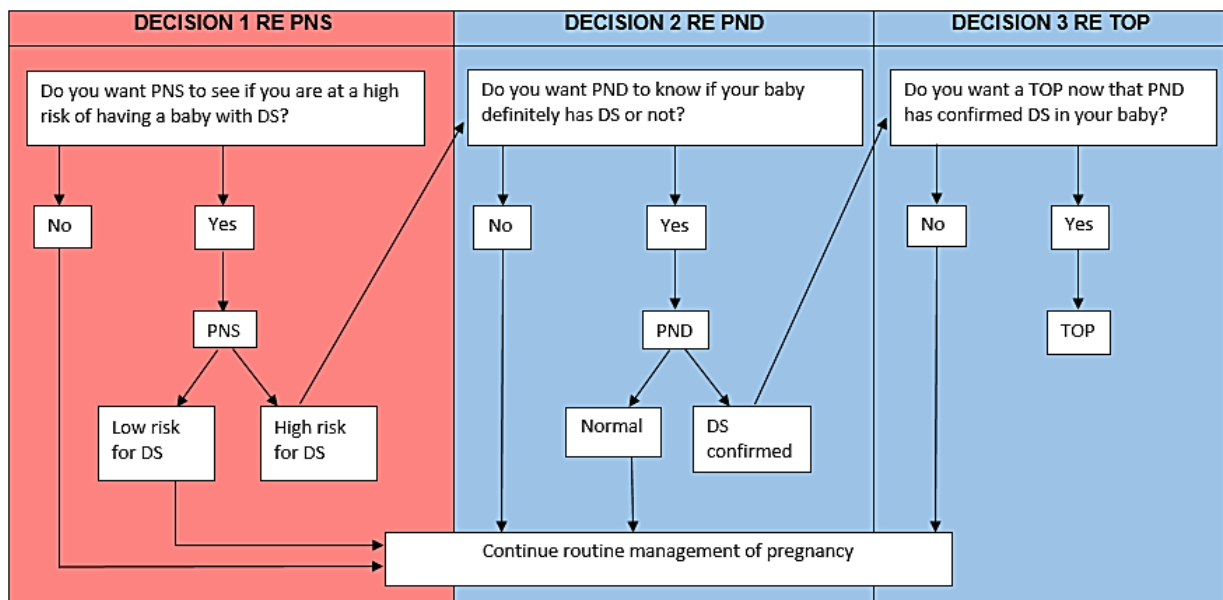 DECISION 1 RE PNS
DECISION 2 RE PND
DECISION 3 RE TOP
Do you want PNS to see if you are at a high
risk of having a baby with DS?
Do you want PND to know if your baby
definitely has DS or not?
Do you want a TOP now that PND
has confirmed DS in your baby?
No
Yes
No
Yes
No
Yes
PNS
PND
TOP
Low risk
for DS
High risk
for DS
Normal
DS
confirmed
Continue routine management of pregnancy